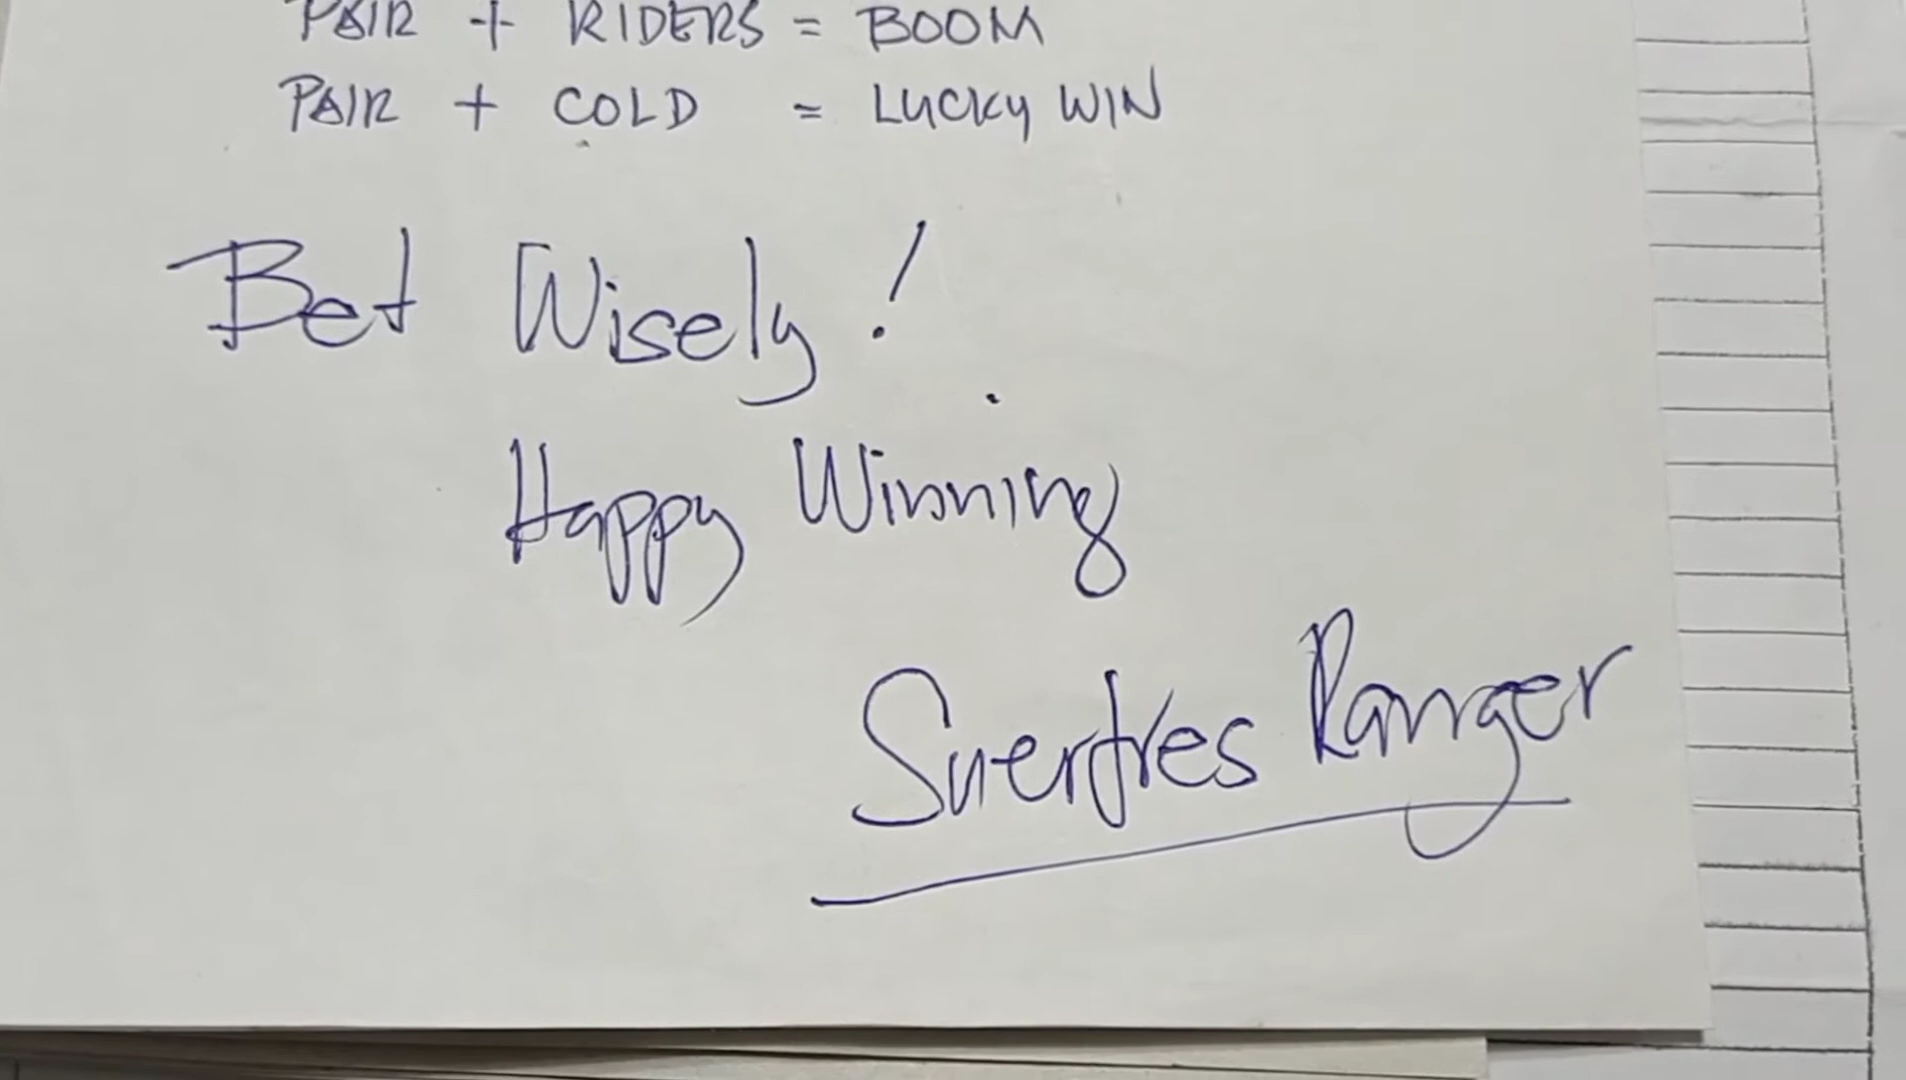 PAIR + RIDERS = BOOM
PAIR + COLD = LUCKY WIN
Bet Wisely!
Happy Winning
Suertres Ranger